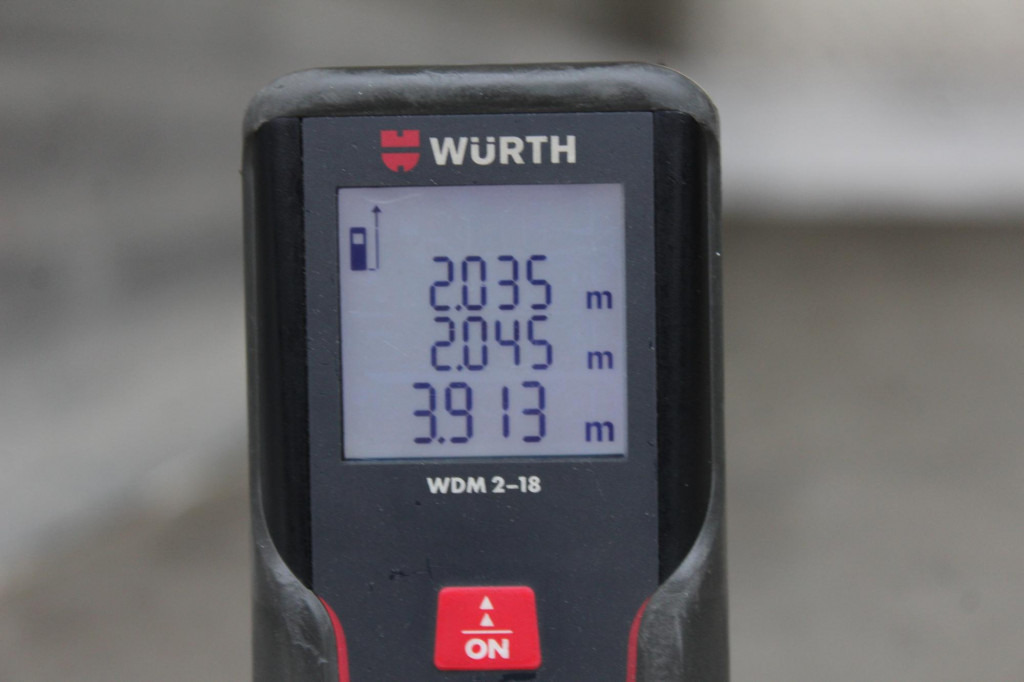 WÜRTH
2.035 m
2.045 m
3.913 m
WDM 2-18
ON